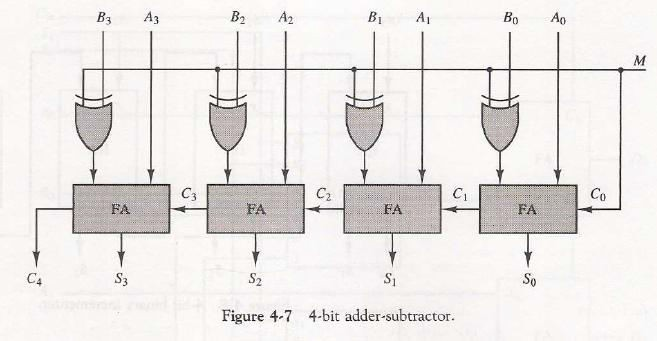 B3 A3 B2 A2 B1 A1 B0 A0
M
C3 C2 C1 C0
FA FA FA FA
C4 S3 S2 S1 S0
Figure 4-7 4-bit adder-subtractor.